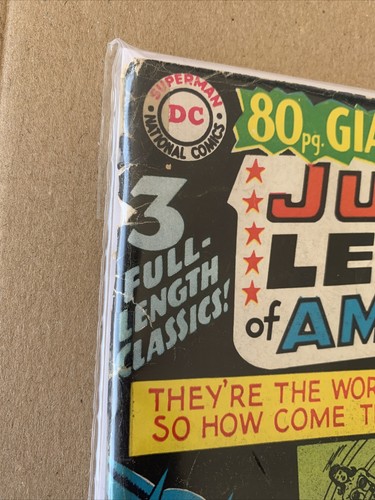 SUPERMAN
DC
NATIONAL COMICS
80 pg. GIA
3
FULL-
LENGTH
CLASSICS!
JU
LE
of AM
THEY'RE THE WOR
SO HOW COME T